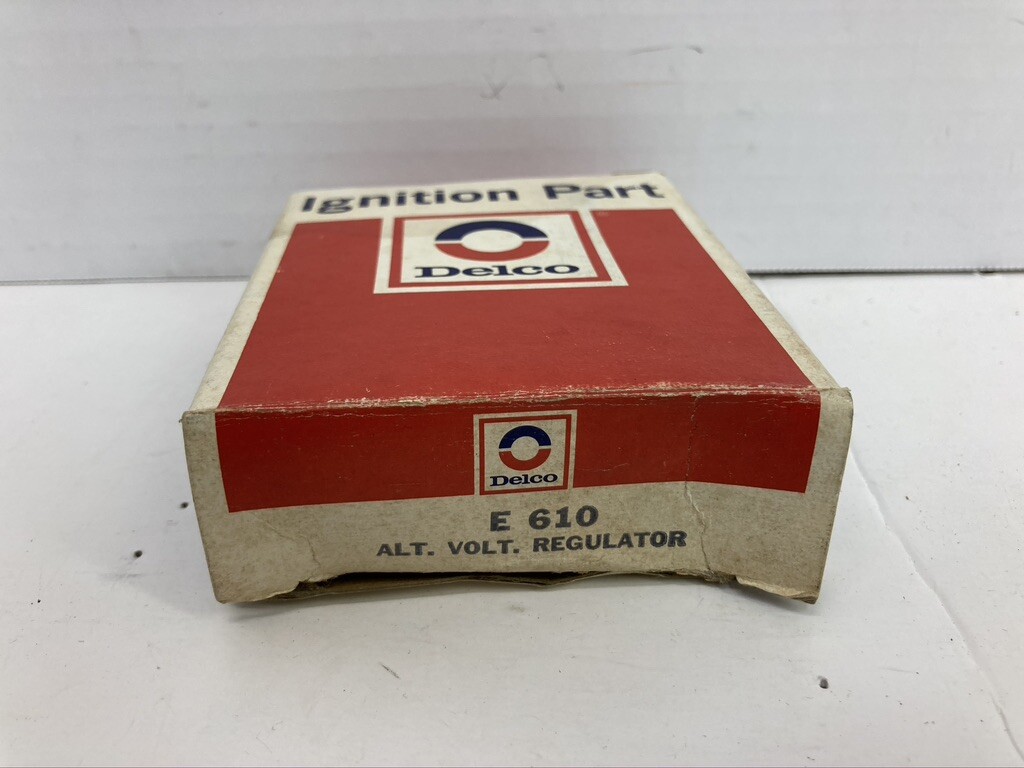 Ignition Part
Delco
Delco
E 610
ALT. VOLT. REGULATOR